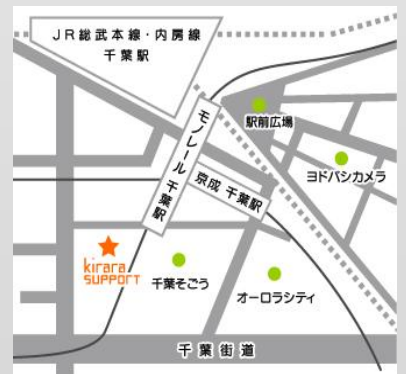 JR総武本線・内房線
千葉駅
モノレール千葉駅
駅前広場
ヨドバシカメラ
京成 千葉駅
kirara
SUPPORT
千葉そごう
オーロラシティ
千葉街道